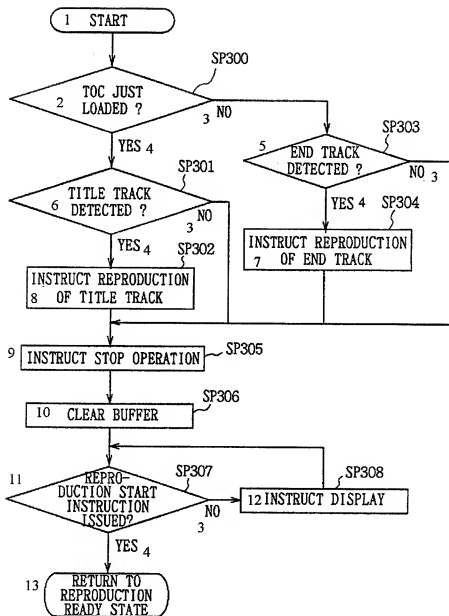 1 START
SP300
2 TOC JUST
LOADED ?
3 NO
YES 4
SP303
5 END TRACK
DETECTED ?
NO 3
YES 4
SP301
6 TITLE TRACK
DETECTED ?
NO
3
YES 4
SP304
INSTRUCT REPRODUCTION
7 OF END TRACK
SP302
INSTRUCT REPRODUCTION
8 OF TITLE TRACK
9 INSTRUCT STOP OPERATION
SP305
10 CLEAR BUFFER
SP306
11 REPRO-
DUCTION START
INSTRUCTION
ISSUED?
SP307
NO
3
SP308
12 INSTRUCT DISPLAY
YES 4
13 RETURN TO
REPRODUCTION
READY STATE